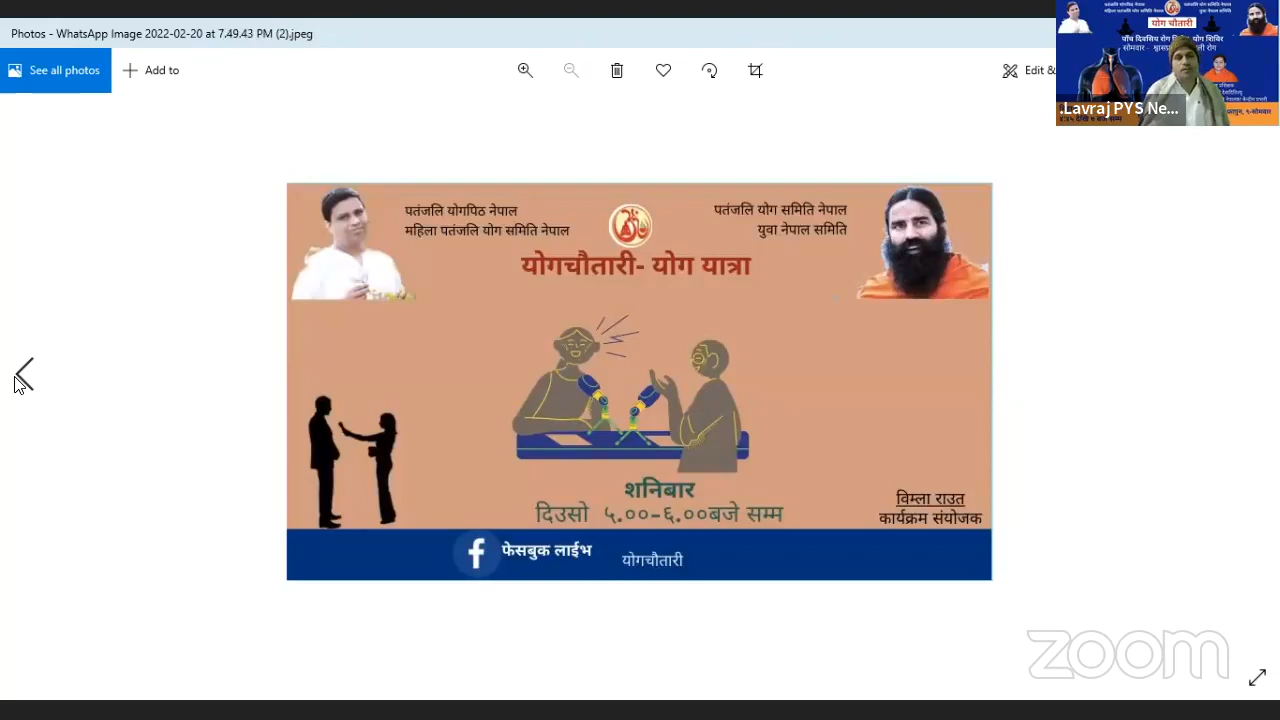 Photos - WhatsApp Image 2022-02-20 at 7.49.43 PM (2).jpeg
See all photos
Add to
Edit &
पतंजलि योगपिठ नेपाल
महिला पतंजलि योग समिति नेपाल
पतंजलि योग समिति नेपाल
युवा नेपाल समिति
योगचौतारी- योग यात्रा
शनिबार
दिउसो ५.००-६.००बजे सम्म
विम्ला राउत
कार्यक्रम संयोजक
फेसबुक लाईभ
योगचौतारी
योग चौतारी
पाँच दिवसिय रोग
योग शिविर
सोमवार -
.Lavraj PYS Ne...
zoom